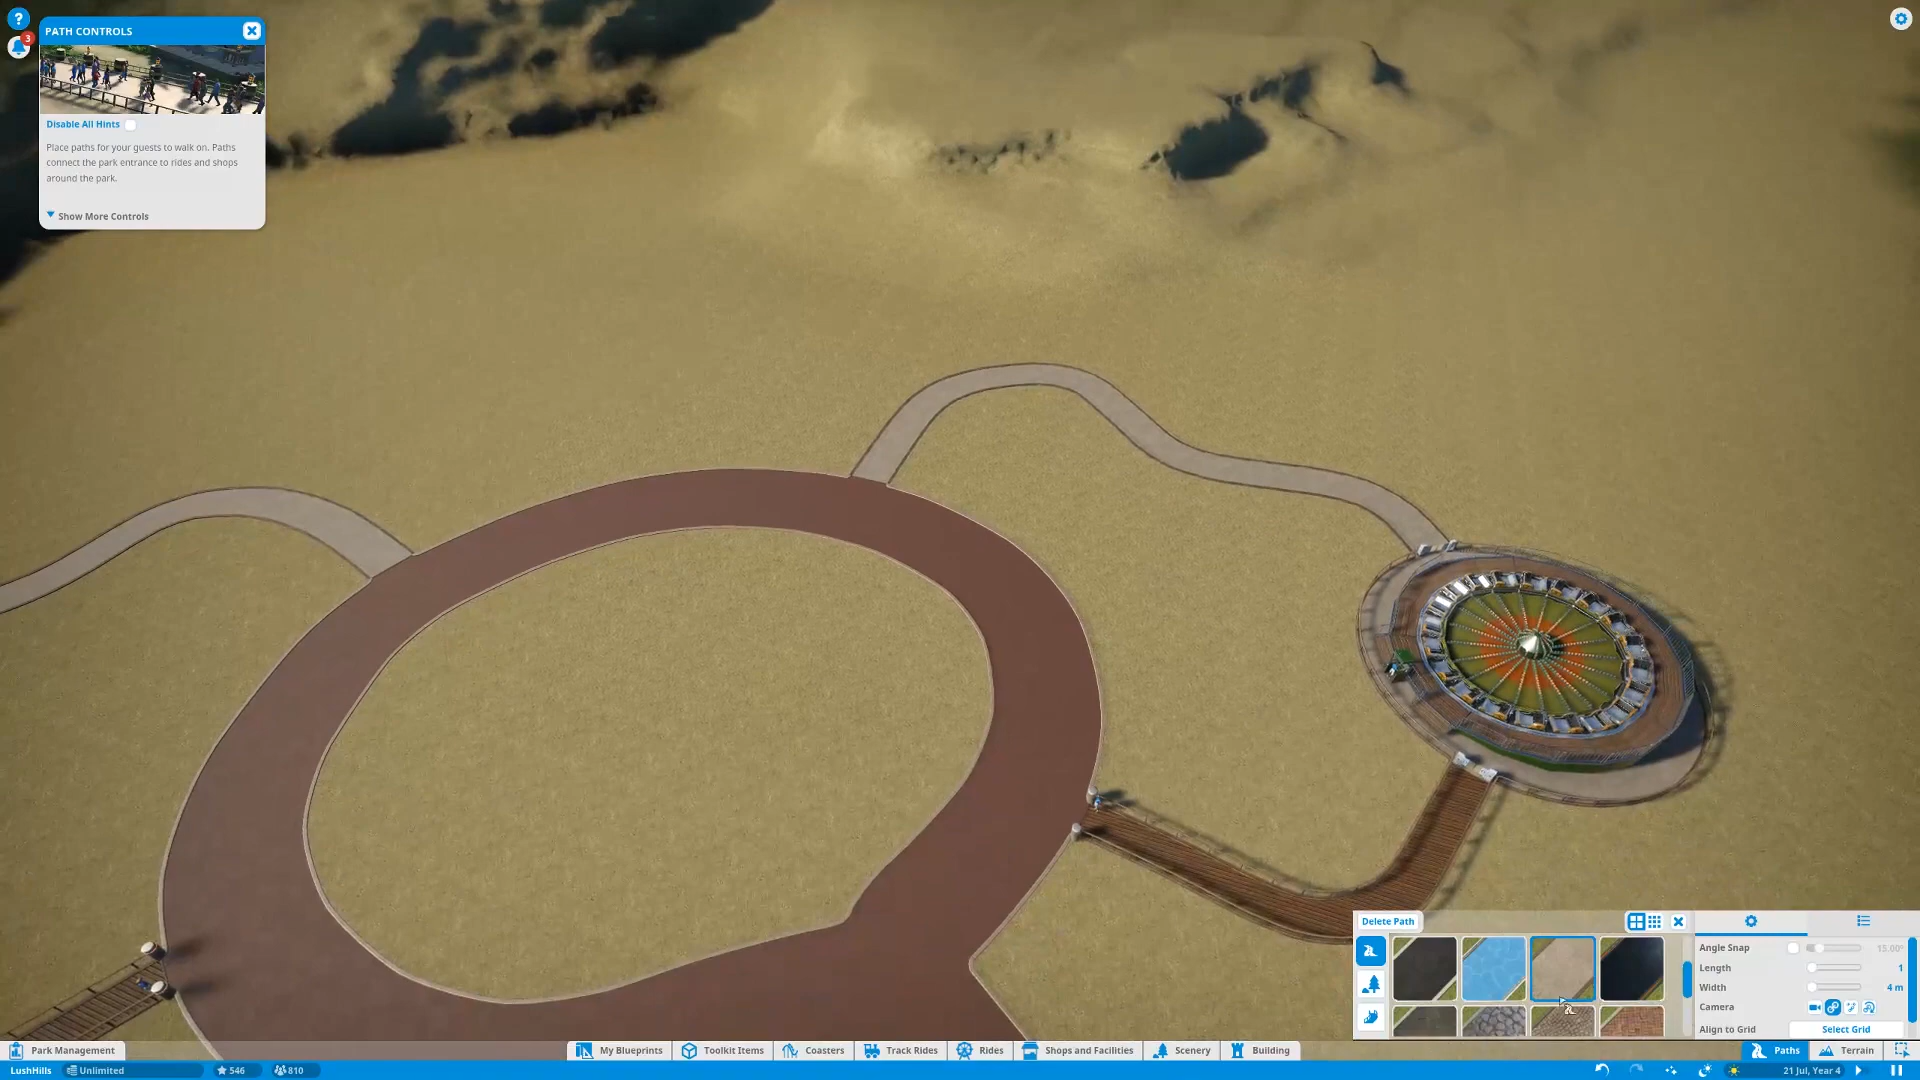 ?
3
PATH CONTROLS
Disable All Hints
Place paths for your guests to walk on. Paths
connect the park entrance to rides and shops
around the park.
Show More Controls
Delete Path
Angle Snap
15.00°
Length
1
Width
4 m
Camera
Align to Grid
Select Grid
Park Management
My Blueprints
Toolkit Items
Coasters
Track Rides
Rides
Shops and Facilities
Scenery
Building
Paths
Terrain
LushHills
Unlimited
546
810
21 Jul, Year 4